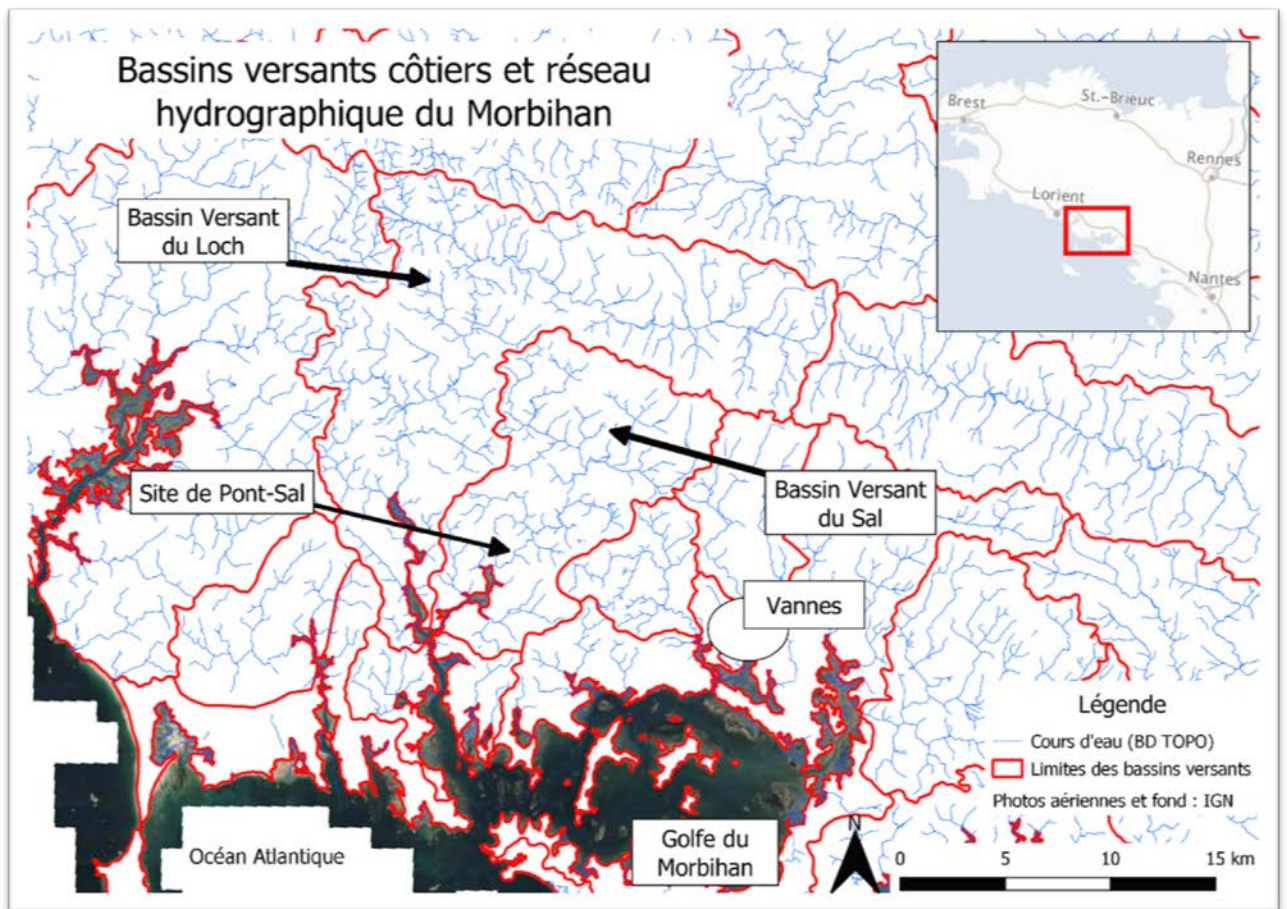 Bassins versants côtiers et réseau
hydrographique du Morbihan
Brest
St.-Brieuc
Rennes
Lorient
Nantes
Bassin Versant
du Loch
Site de Pont-Sal
Bassin Versant
du Sal
Vannes
Légende
Cours d'eau (BD TOPO)
Limites des bassins versants
Photos aériennes et fond : IGN
Océan Atlantique
Golfe du
Morbihan
N
0 5 10 15 km